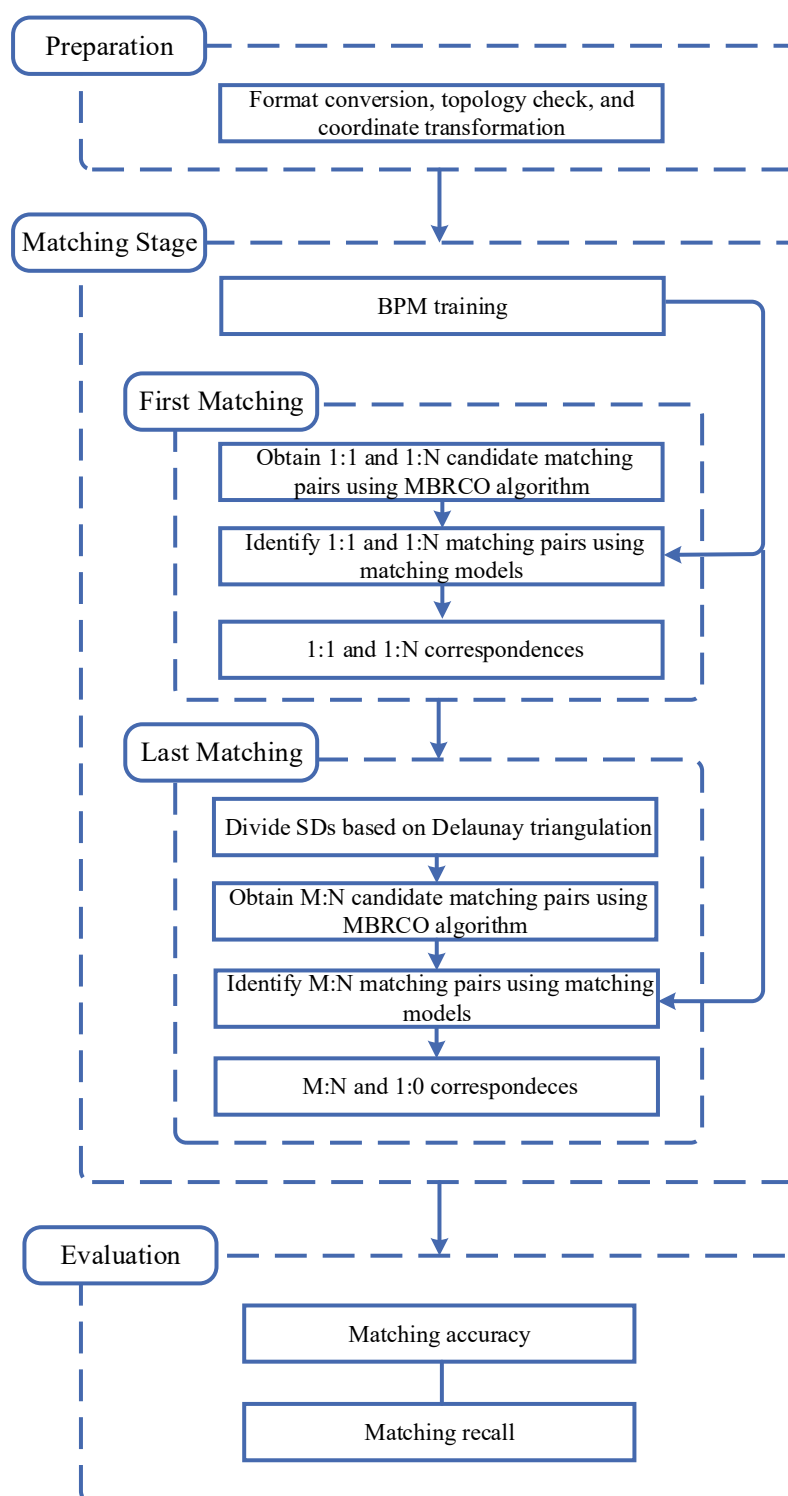 Preparation
Format conversion, topology check, and
coordinate transformation
Matching Stage
BPM training
First Matching
Obtain 1:1 and 1:N candidate matching
pairs using MBRCO algorithm
Identify 1:1 and 1:N matching pairs using
matching models
1:1 and 1:N correspondences
Last Matching
Divide SDs based on Delaunay triangulation
Obtain M:N candidate matching pairs using
MBRCO algorithm
Identify M:N matching pairs using matching
models
M:N and 1:0 correspondeces
Evaluation
Matching accuracy
Matching recall